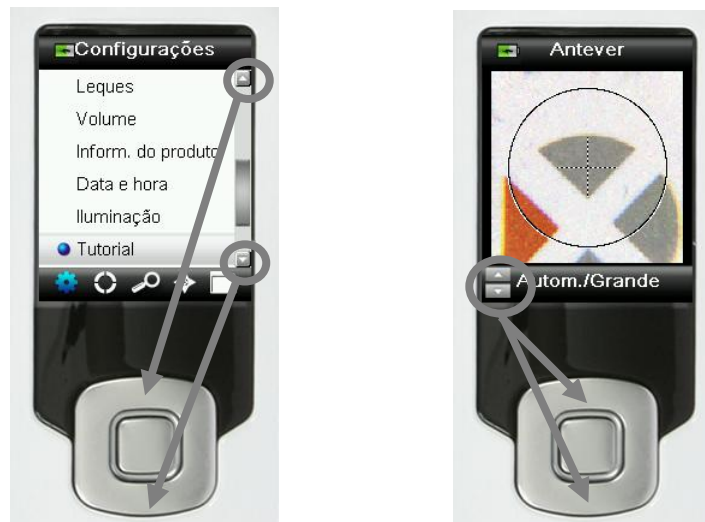 Configurações
Leques
Volume
Inform. do produto
Data e hora
Iluminação
Tutorial
Antever
Autom./Grande